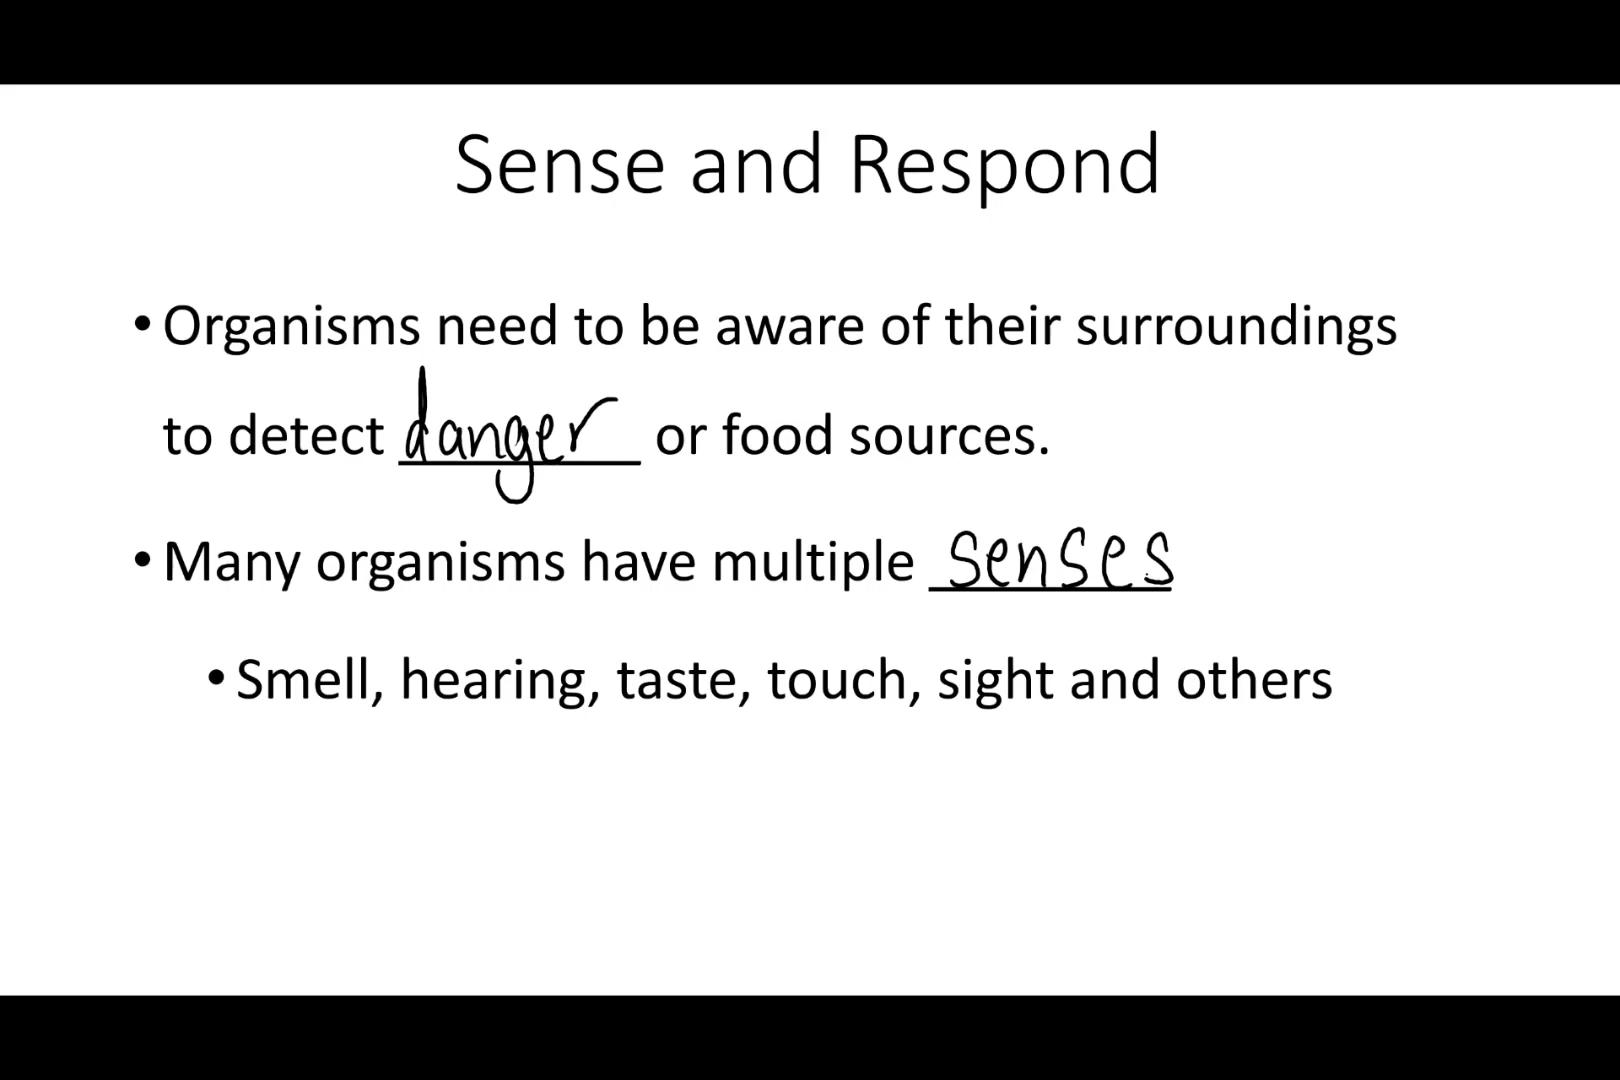 Sense and Respond
• Organisms need to be aware of their surroundings
to detect danger or food sources.
• Many organisms have multiple senses
• Smell, hearing, taste, touch, sight and others